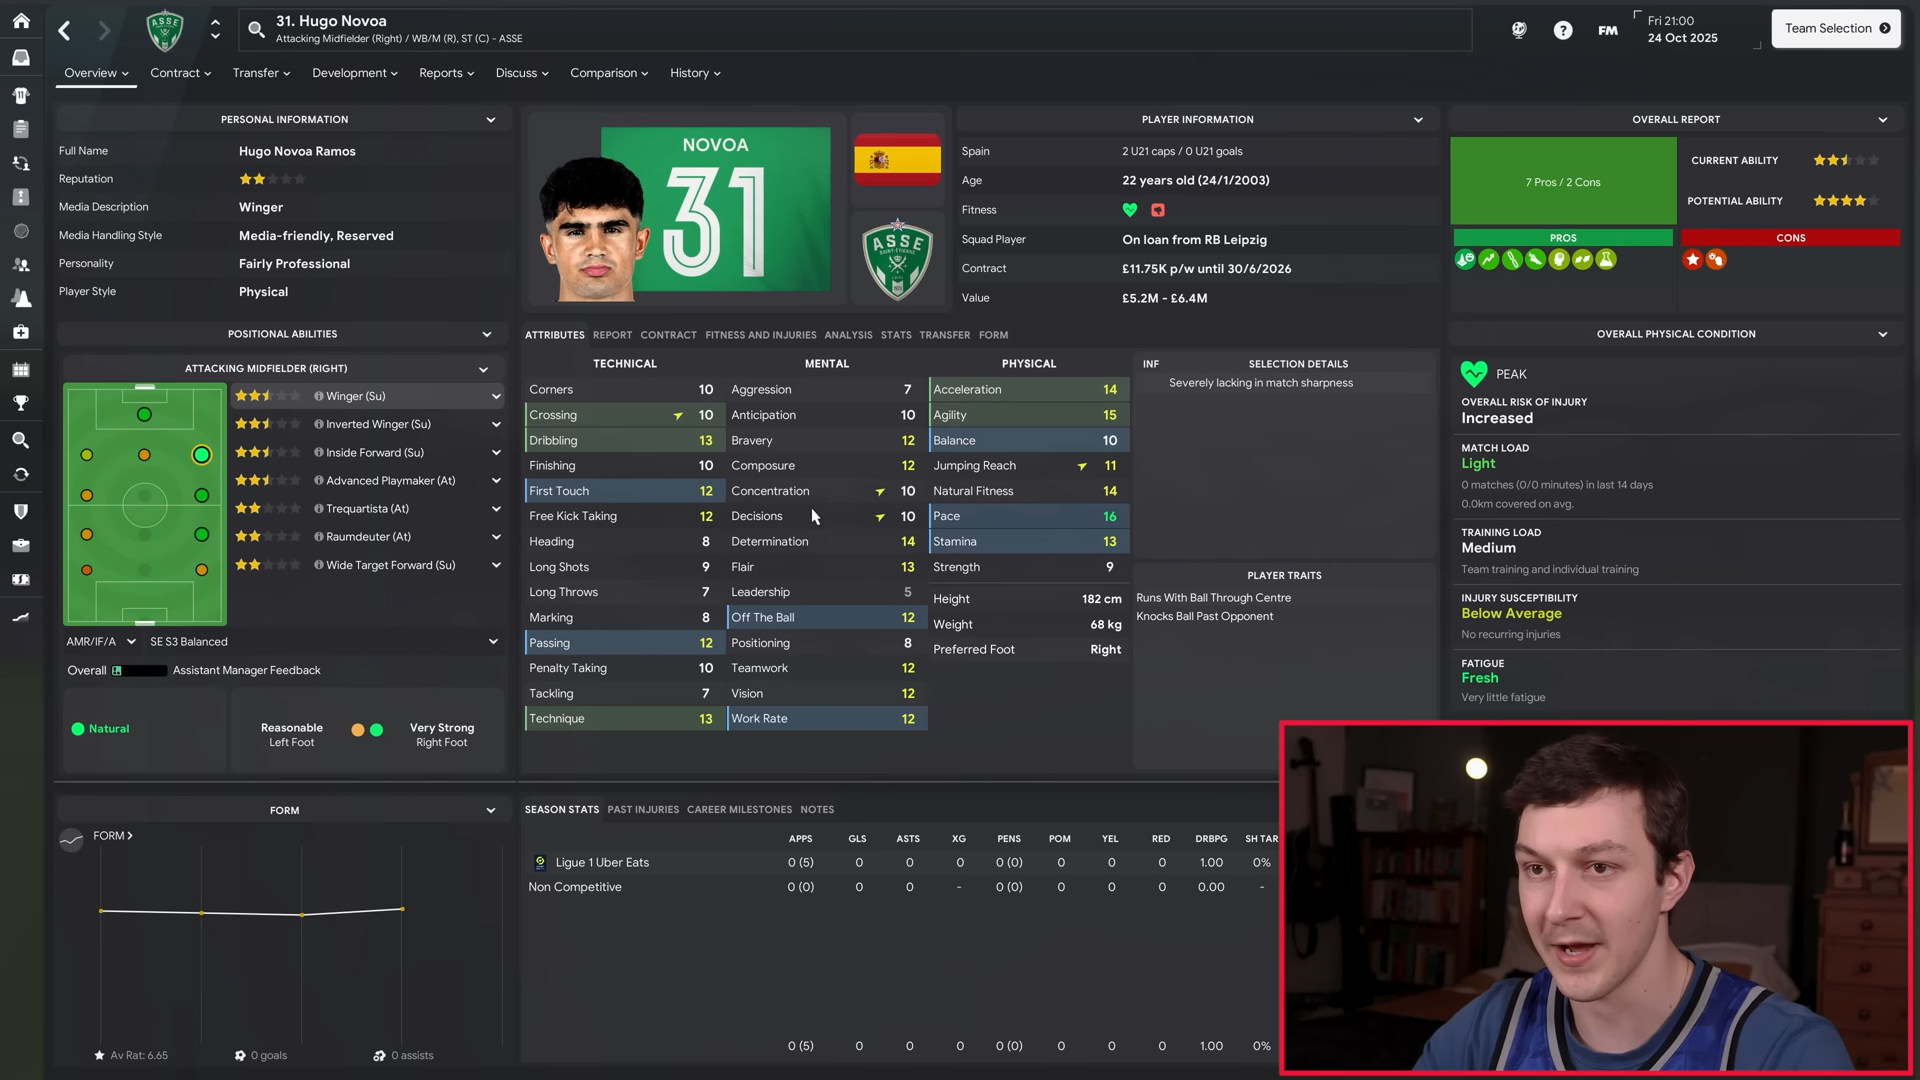 31. Hugo Novoa
Attacking Midfielder (Right) / WB/M (R), ST (C) - ASSE
FM
Fri 21:00
24 Oct 2025
Team Selection
Overview
Contract
Transfer
Development
Reports
Discuss
Comparison
History
PERSONAL INFORMATION
Full Name Hugo Novoa Ramos
Reputation
Media Description Winger
Media Handling Style Media-friendly, Reserved
Personality Fairly Professional
Player Style Physical
NOVOA
31
ASSE
PLAYER INFORMATION
Spain 2 U21 caps / 0 U21 goals
Age 22 years old (24/1/2003)
Fitness
Squad Player On loan from RB Leipzig
Contract £11.75K p/w until 30/6/2026
Value £5.2M - £6.4M
OVERALL REPORT
7 Pros / 2 Cons
CURRENT ABILITY
POTENTIAL ABILITY
PROS
CONS
POSITIONAL ABILITIES
ATTACKING MIDFIELDER (RIGHT)
Winger (Su)
Inverted Winger (Su)
Inside Forward (Su)
Advanced Playmaker (At)
Trequartista (At)
Raumdeuter (At)
Wide Target Forward (Su)
AMR/IF/A SE S3 Balanced
Overall Assistant Manager Feedback
Natural
Reasonable
Left Foot
Very Strong
Right Foot
ATTRIBUTES REPORT CONTRACT FITNESS AND INJURIES ANALYSIS STATS TRANSFER FORM
TECHNICAL
Corners 10
Crossing 10
Dribbling 13
Finishing 10
First Touch 12
Free Kick Taking 12
Heading 8
Long Shots 9
Long Throws 7
Marking 8
Passing 12
Penalty Taking 10
Tackling 7
Technique 13
MENTAL
Aggression 7
Anticipation 10
Bravery 12
Composure 12
Concentration 10
Decisions 10
Determination 14
Flair 13
Leadership 5
Off The Ball 12
Positioning 8
Teamwork 12
Vision 12
Work Rate 12
PHYSICAL
Acceleration 14
Agility 15
Balance 10
Jumping Reach 11
Natural Fitness 14
Pace 16
Stamina 13
Strength 9
Height 182 cm
Weight 68 kg
Preferred Foot Right
INF SELECTION DETAILS
Severely lacking in match sharpness
PLAYER TRAITS
Runs With Ball Through Centre
Knocks Ball Past Opponent
OVERALL PHYSICAL CONDITION
PEAK
OVERALL RISK OF INJURY
Increased
MATCH LOAD
Light
0 matches (0/0 minutes) in last 14 days
0.0km covered on avg.
TRAINING LOAD
Medium
Team training and individual training
INJURY SUSCEPTIBILITY
Below Average
No recurring injuries
FATIGUE
Fresh
Very little fatigue
FORM
FORM
Av Rat: 6.65
0 goals
0 assists
SEASON STATS PAST INJURIES CAREER MILESTONES NOTES
APPS GLS ASTS XG PENS POM YEL RED DRBPG SH TAR
Ligue 1 Uber Eats 0 (5) 0 0 0 0 (0) 0 0 0 1.00 0%
Non Competitive 0 (0) 0 0 - 0 (0) 0 0 0 0.00 -
0 (5) 0 0 0 0 (0) 0 0 0 1.00 0%